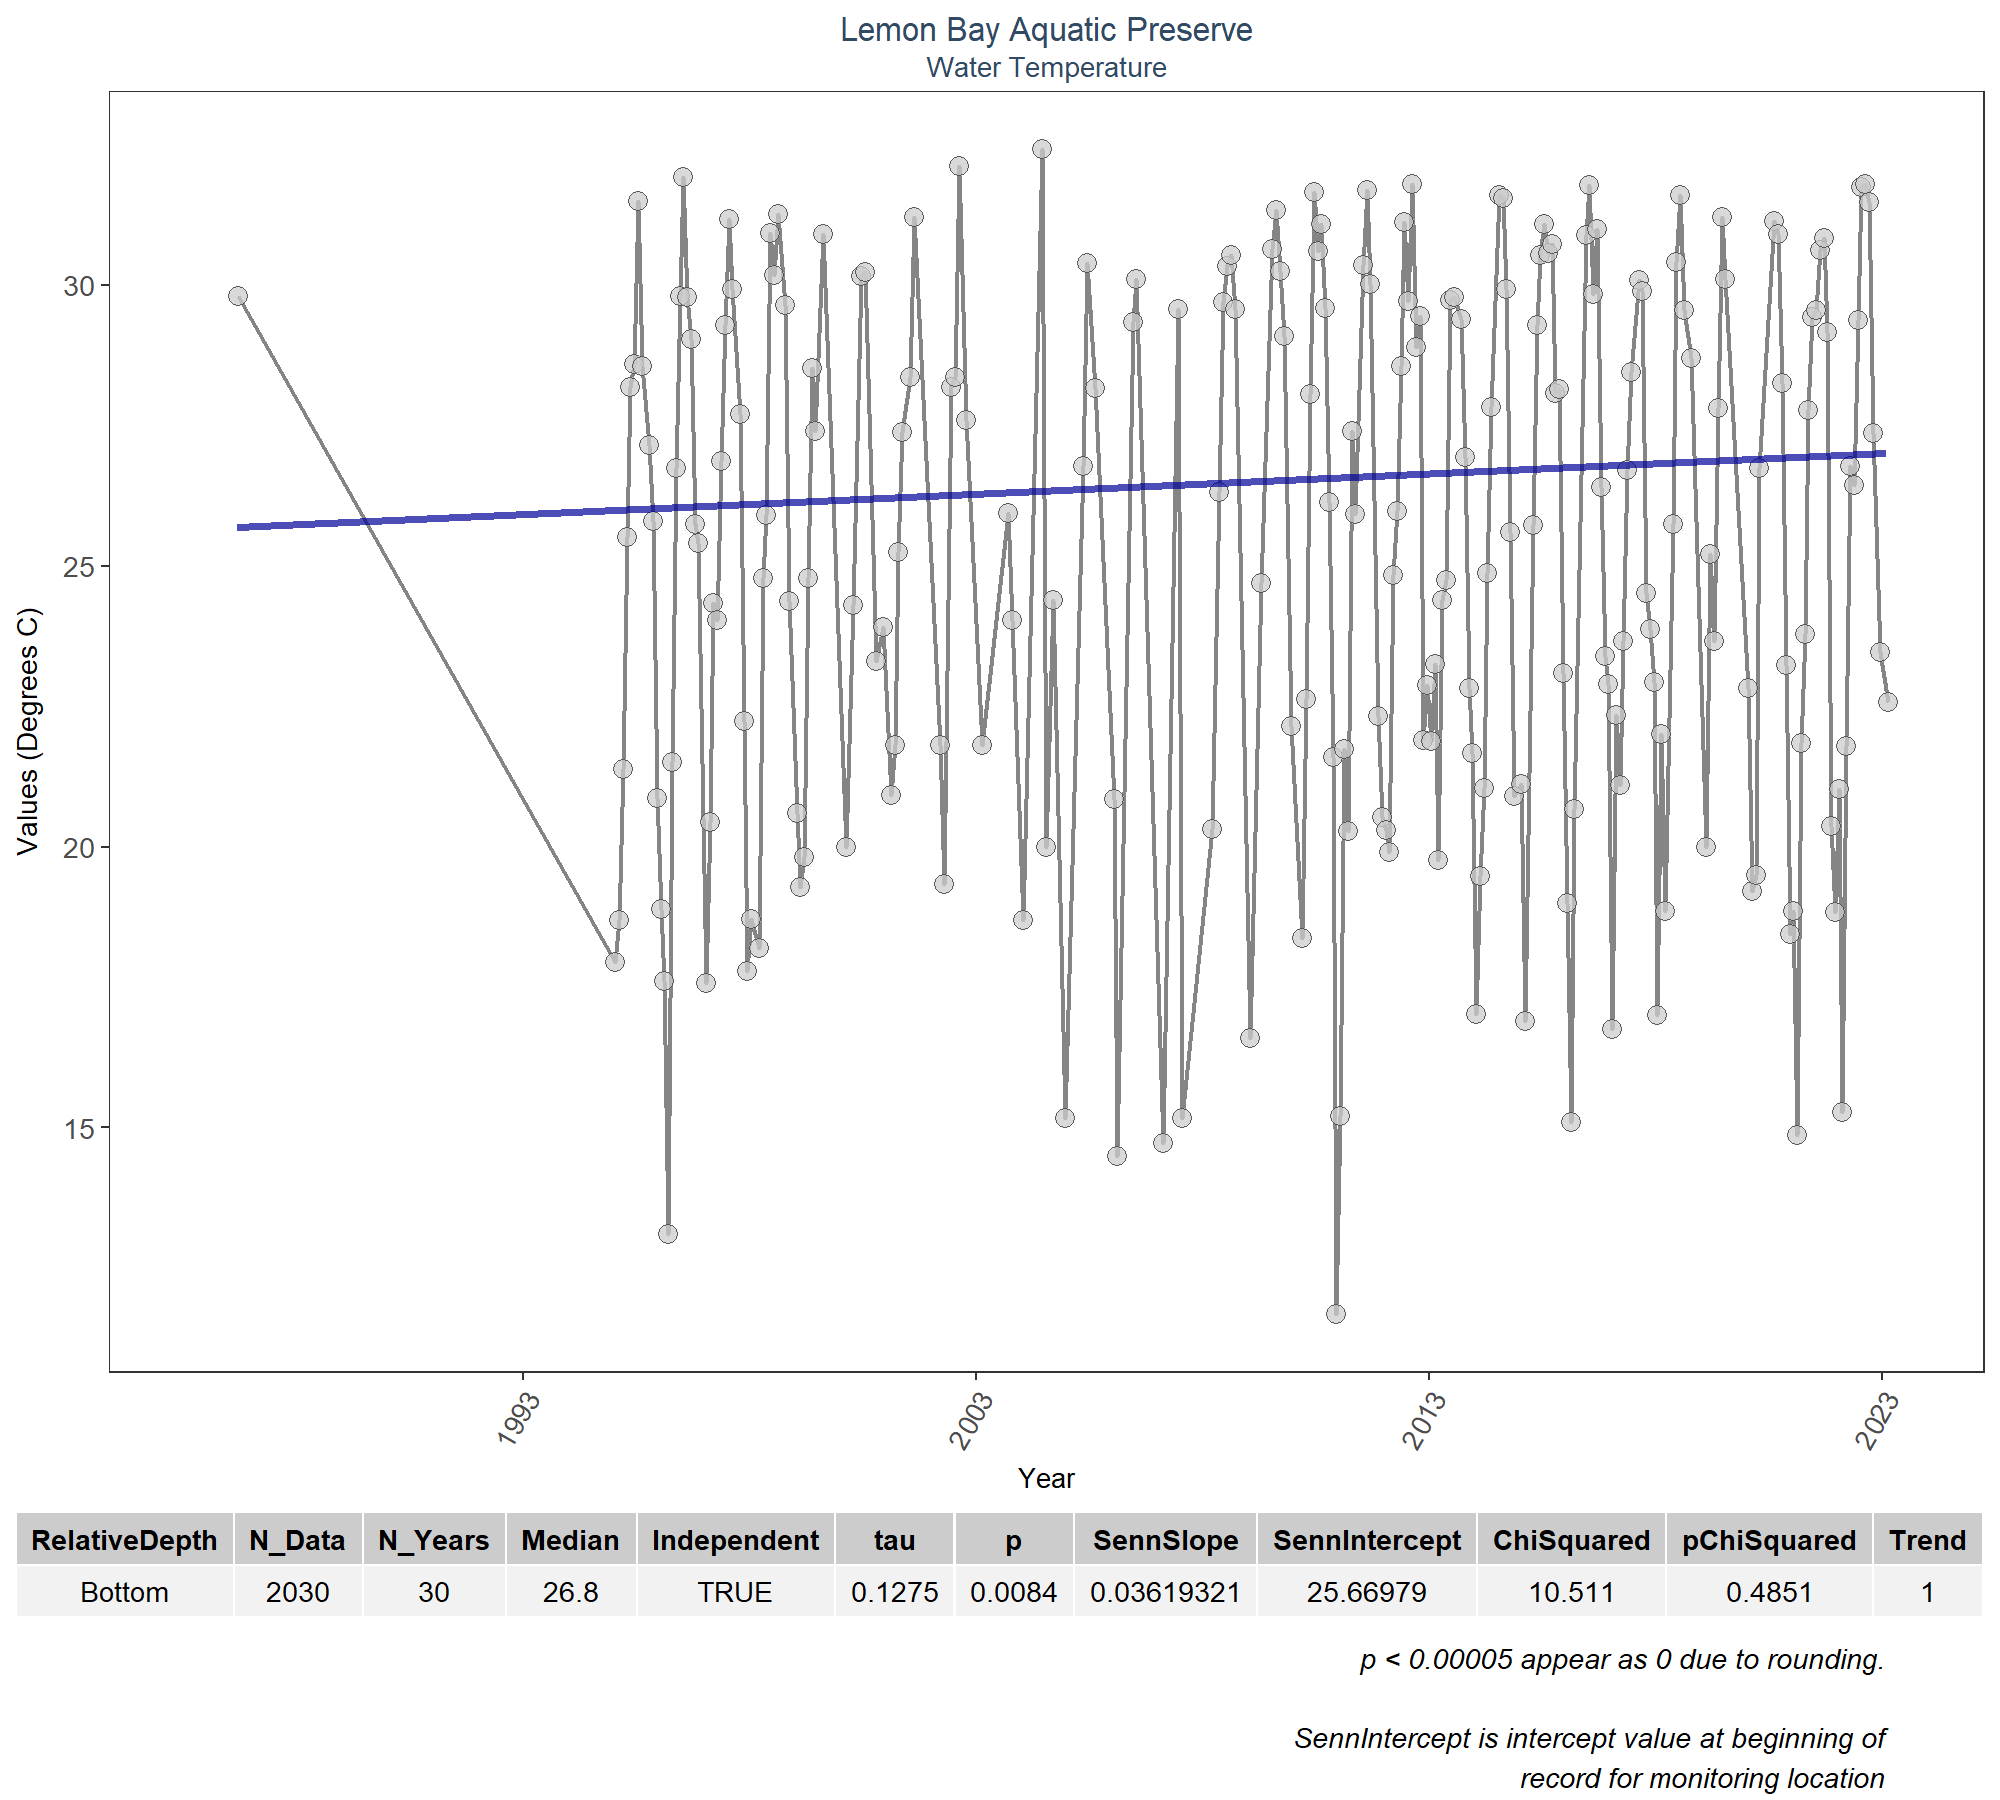 Lemon Bay Aquatic Preserve
Water Temperature
Values (Degrees C)
30
25
20
15
1993
2003
2013
2023
Year
RelativeDepth N_Data N_Years Median Independent tau p SennSlope SennIntercept ChiSquared pChiSquared Trend
Bottom 2030 30 26.8 TRUE 0.1275 0.0084 0.03619321 25.66979 10.511 0.4851 1
p < 0.00005 appear as 0 due to rounding.
SennIntercept is intercept value at beginning of
record for monitoring location